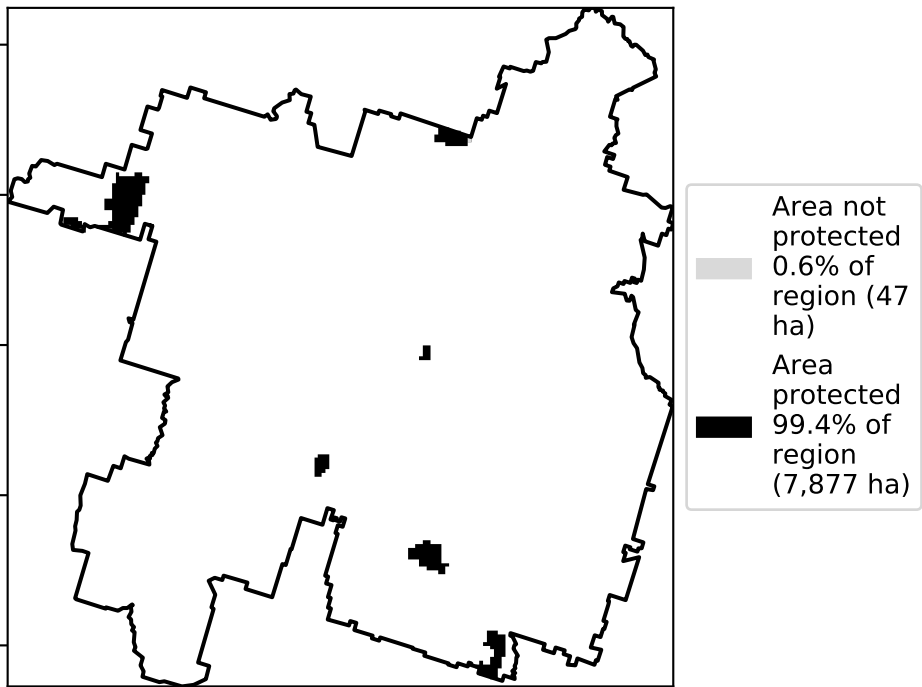 Area not
protected
0.6% of
region (47
ha)
Area
protected
99.4% of
region
(7,877 ha)